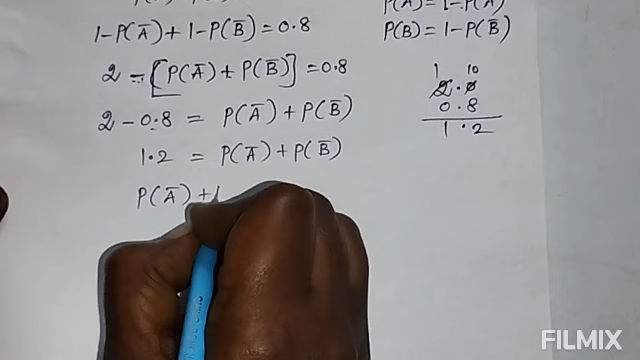 1-P(Ā)+1-P(B̄)=0.8
2-[P(Ā)+P(B̄)]=0.8
2-0.8 = P(Ā)+P(B̄)
1.2 = P(Ā)+P(B̄)
P(Ā)+
P(A)=1-P(Ā)
P(B)=1-P(B̄)
1 10
2.0
0.8
1.2
FILMIX